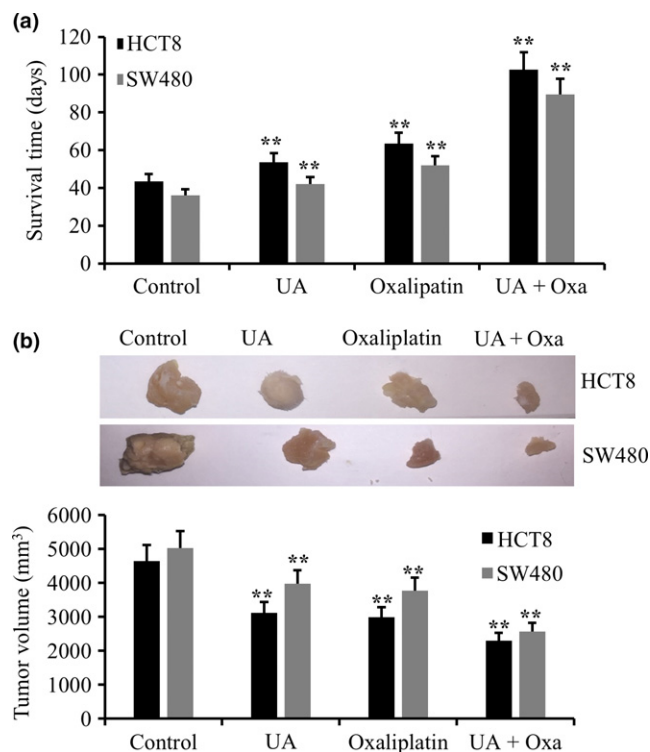 (a)
120
100
80
60
40
20
0
Survival time (days)
HCT8
SW480
** ** ** ** ** **
Control UA Oxalipatin UA + Oxa
(b)
Control UA Oxaliplatin UA + Oxa
HCT8
SW480
6000
5000
4000
3000
2000
1000
0
Tumor volume (mm³)
HCT8
SW480
** ** ** ** ** **
Control UA Oxaliplatin UA + Oxa